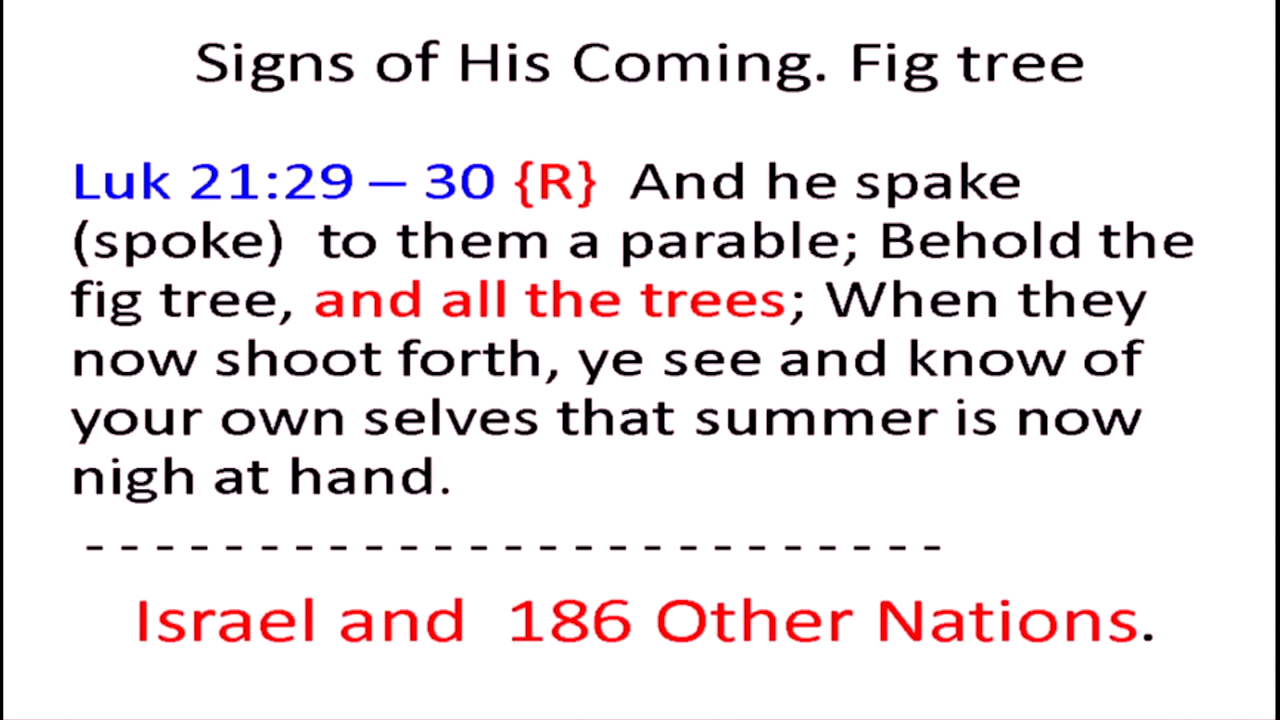 Signs of His Coming. Fig tree
Luk 21:29 – 30 {R}  And he spake
(spoke)  to them a parable; Behold the
fig tree, and all the trees; When they
now shoot forth, ye see and know of
your own selves that summer is now
nigh at hand.
- - - - - - - - - - - - - - - - - - - - - - - - -
Israel and  186 Other Nations.